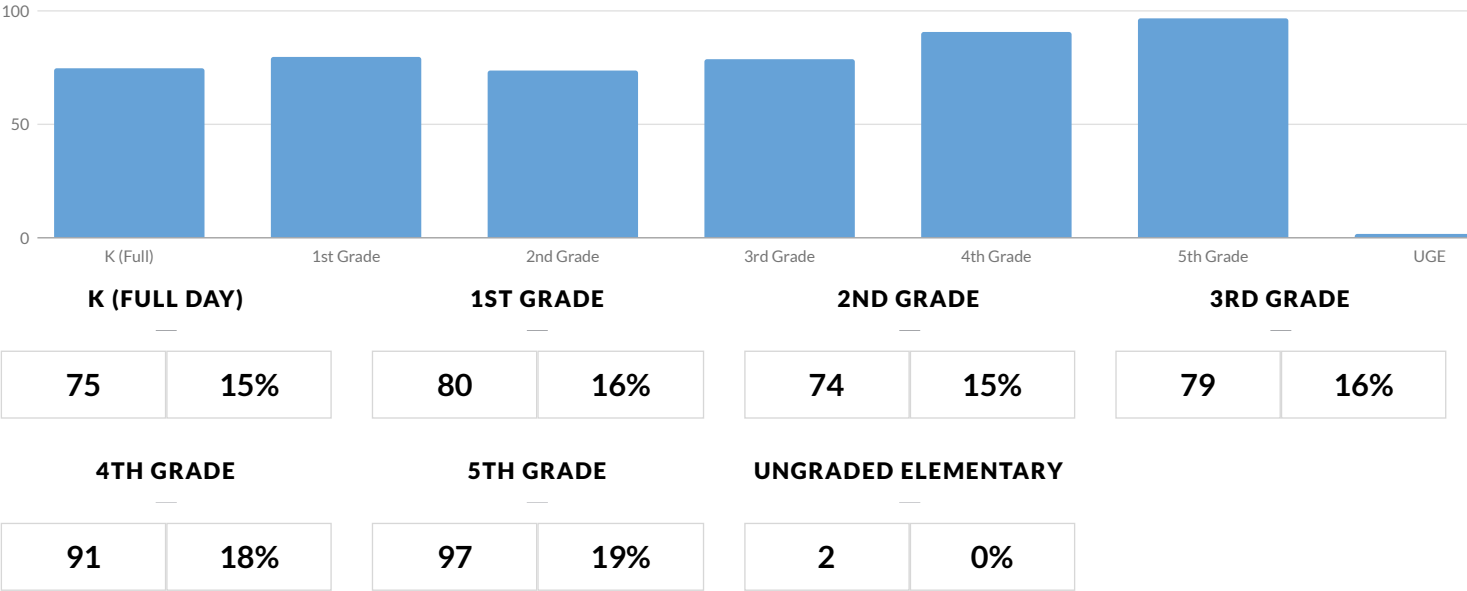 100
50
0
K (Full) 1st Grade 2nd Grade 3rd Grade 4th Grade 5th Grade UGE
K (FULL DAY) 1ST GRADE 2ND GRADE 3RD GRADE
75 15% 80 16% 74 15% 79 16%
4TH GRADE 5TH GRADE UNGRADED ELEMENTARY
91 18% 97 19% 2 0%